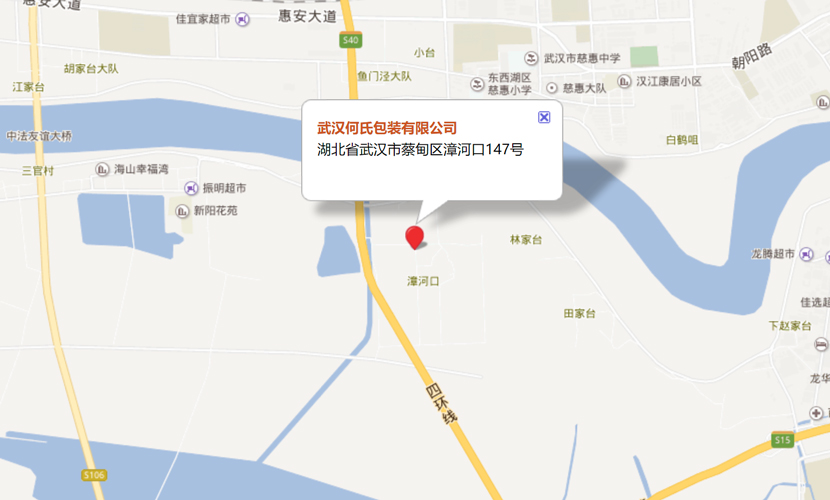 惠安大道
佳宜家超市
惠安大道
S40
小台
武汉市慈惠中学
朝阳路
胡家台大队
鱼门泾大队
东西湖区
慈惠小学
慈惠大队
汉江康居小区
江家台
武汉何氏包装有限公司
湖北省武汉市蔡甸区漳河口147号
中法友谊大桥
白鹤咀
三官村
海山幸福湾
振明超市
新阳花苑
林家台
龙腾超市
漳河口
佳选超
田家台
下赵家台
龙华
四环线
S15
S106